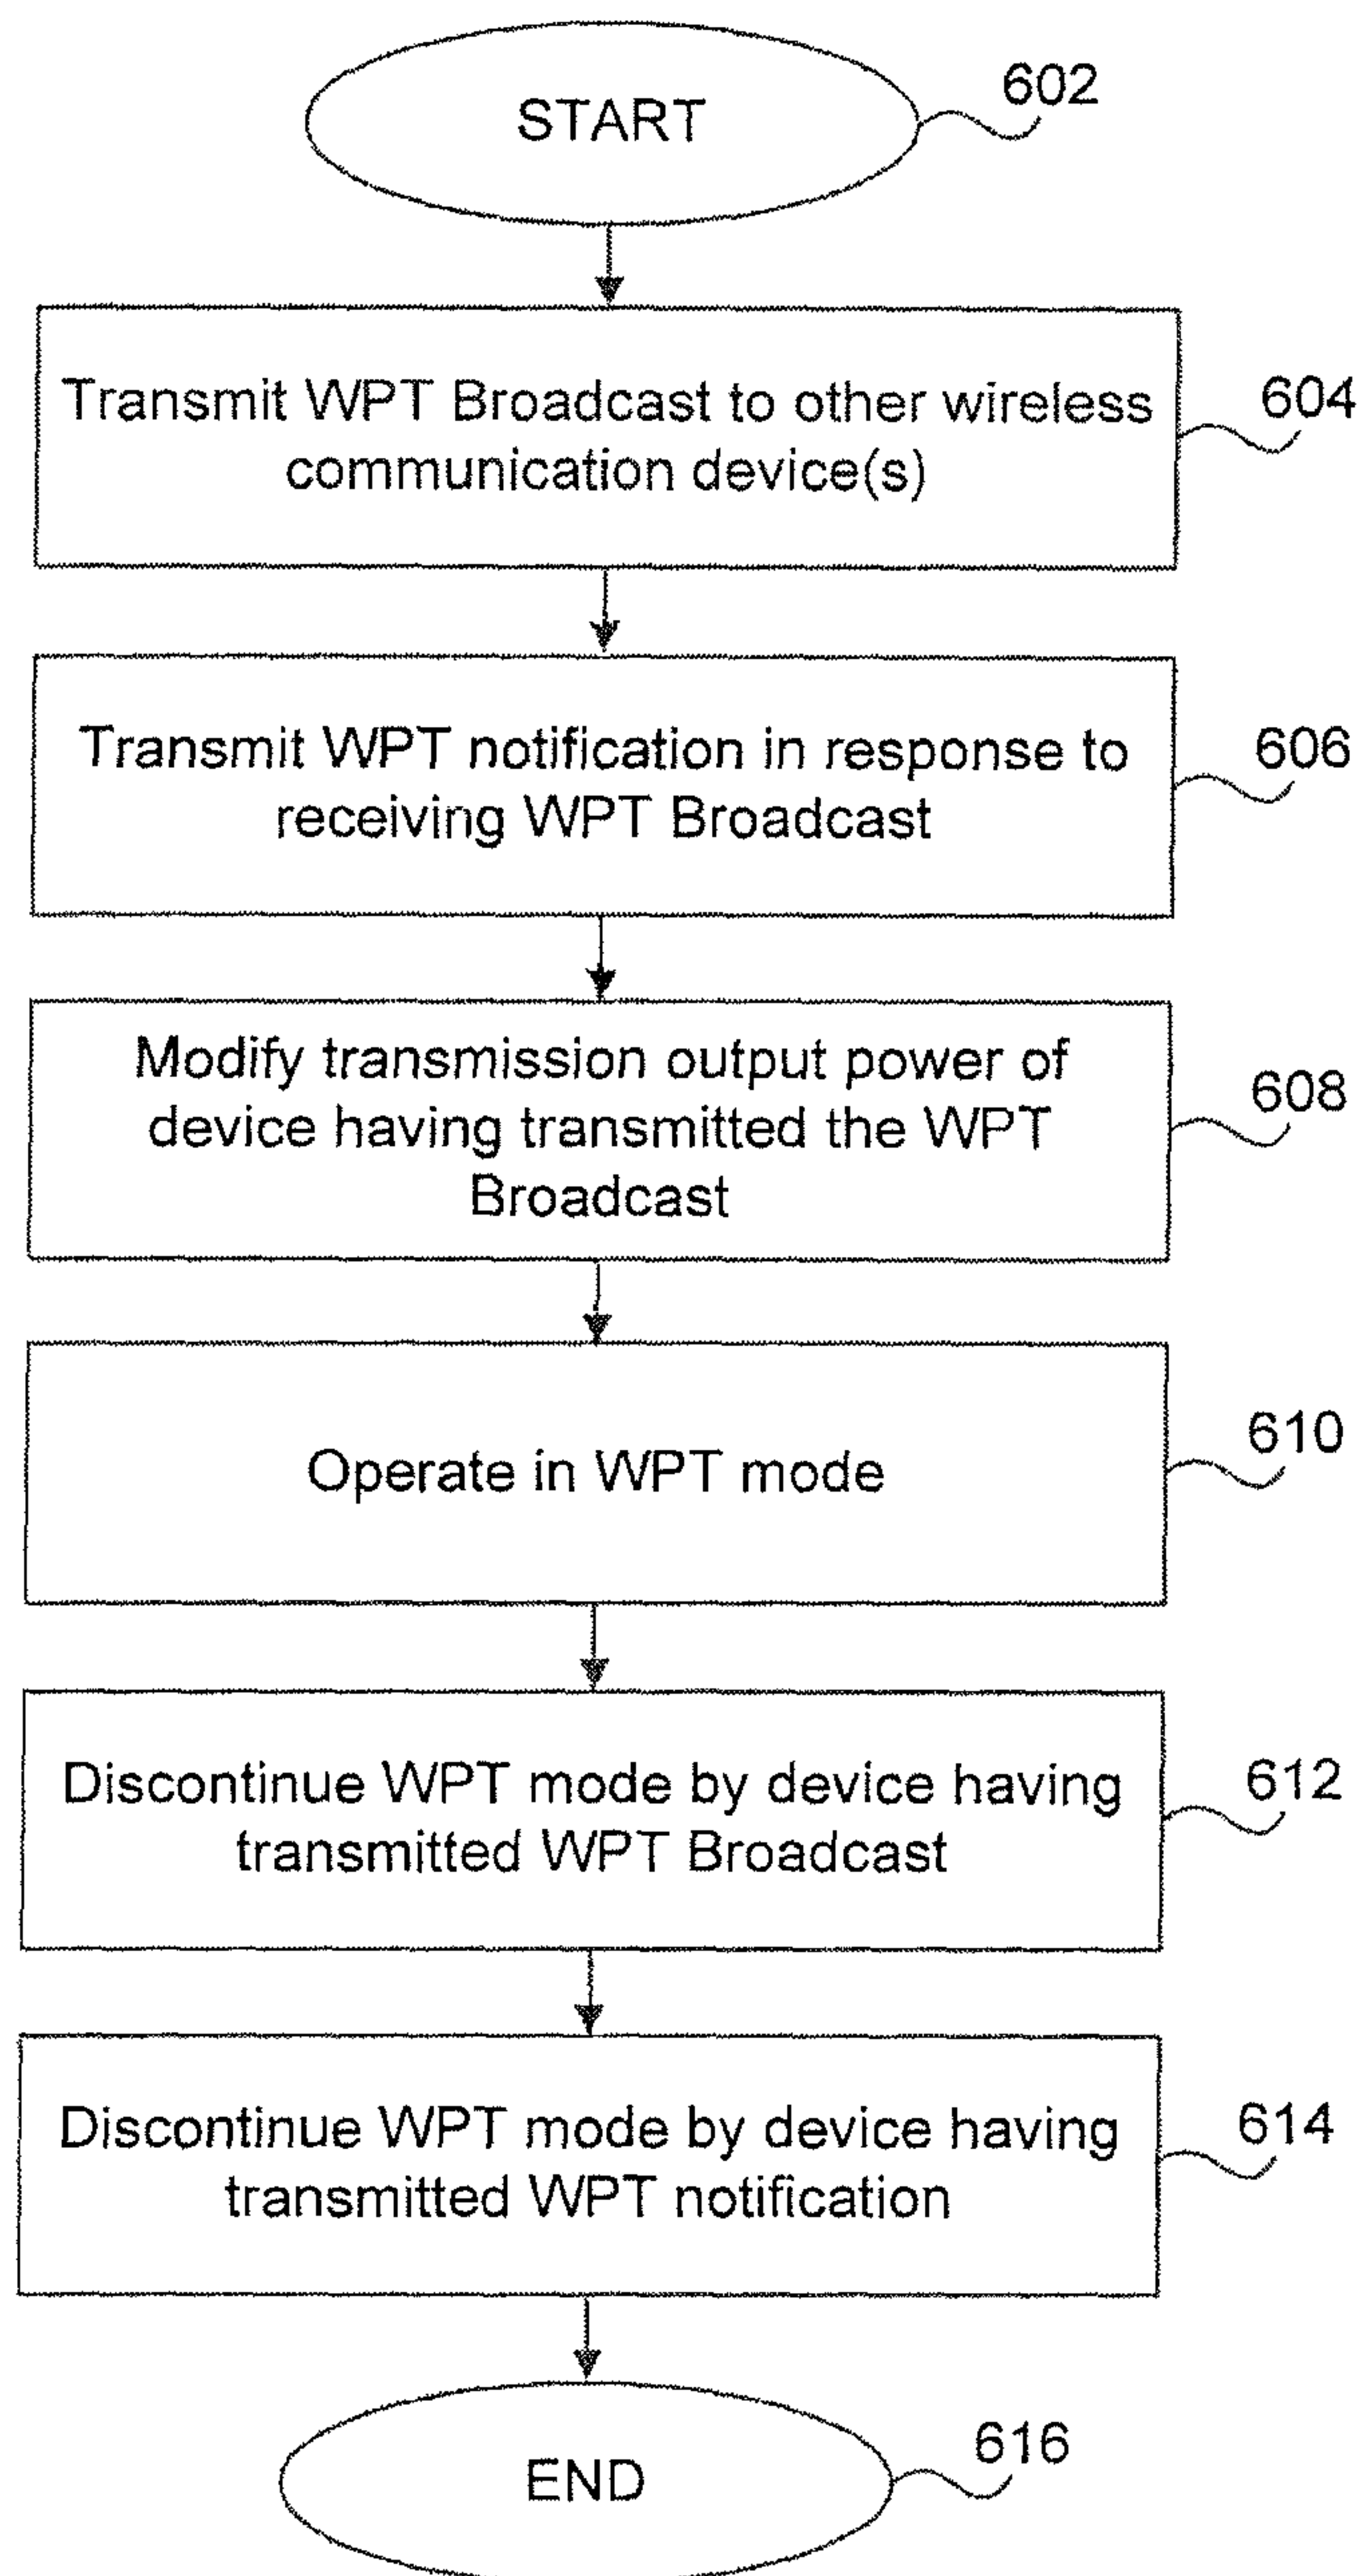 START
602
Transmit WPT Broadcast to other wireless
communication device(s)
604
Transmit WPT notification in response to
receiving WPT Broadcast
606
Modify transmission output power of
device having transmitted the WPT
Broadcast
608
Operate in WPT mode
610
Discontinue WPT mode by device having
transmitted WPT Broadcast
612
Discontinue WPT mode by device having
transmitted WPT notification
614
END
616